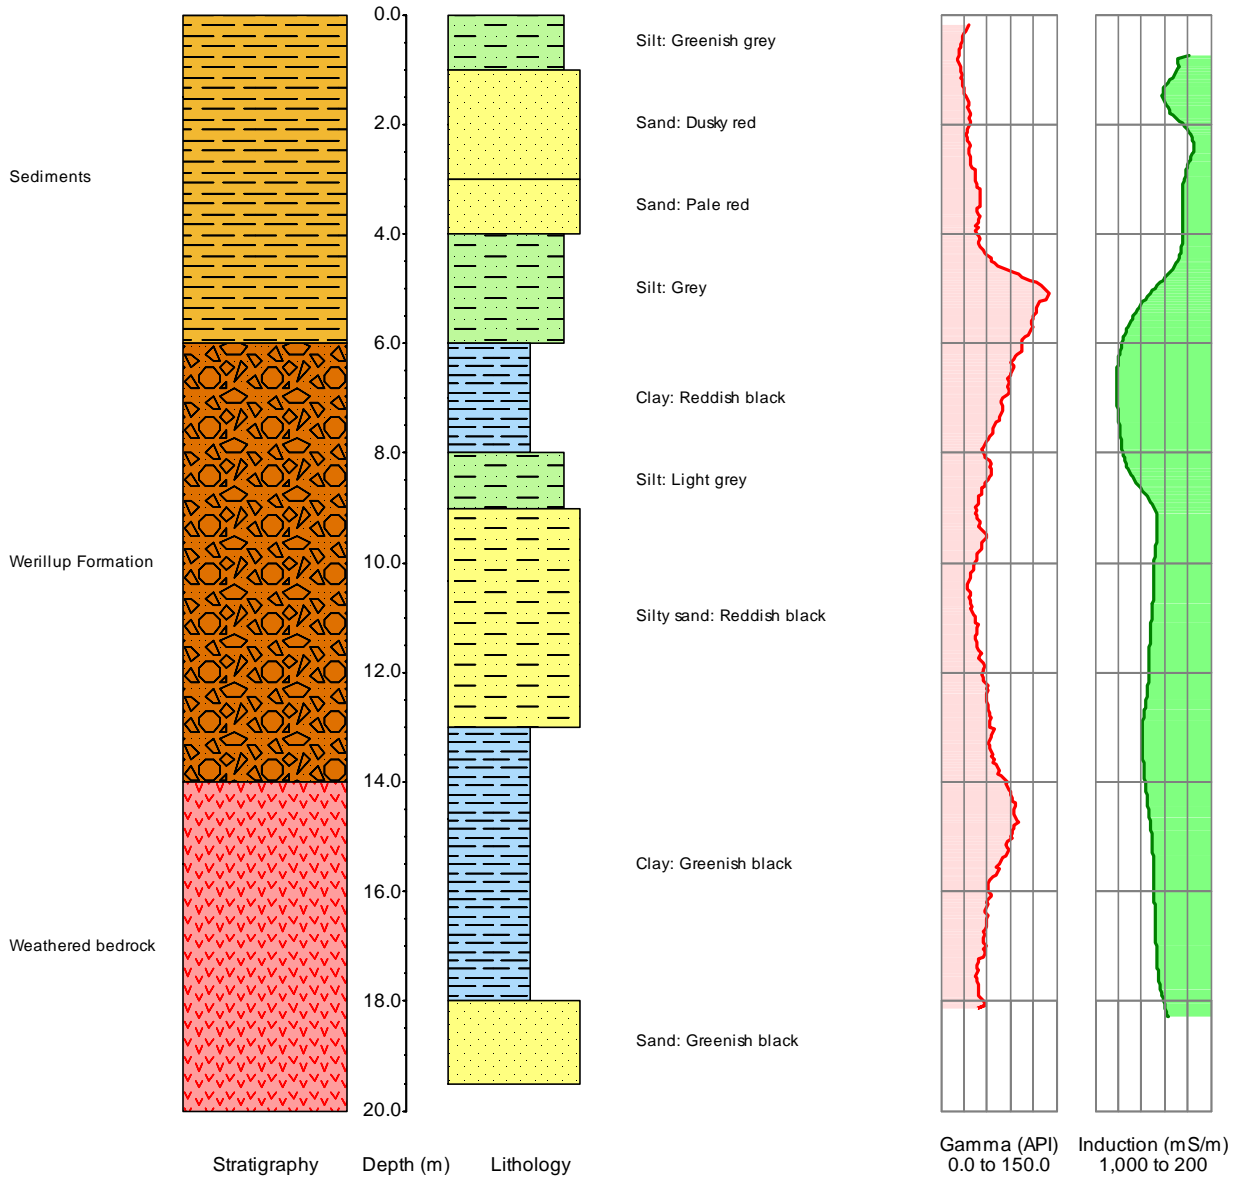 0.0
Silt: Greenish grey
2.0
Sand: Dusky red
Sediments
Sand: Pale red
4.0
Silt: Grey
6.0
Clay: Reddish black
8.0
Silt: Light grey
Werillup Formation
10.0
Silty sand: Reddish black
12.0
14.0
Clay: Greenish black
16.0
Weathered bedrock
18.0
Sand: Greenish black
20.0
Stratigraphy
Depth (m)
Lithology
Gamma (API)
0.0 to 150.0
Induction (mS/m)
1,000 to 200